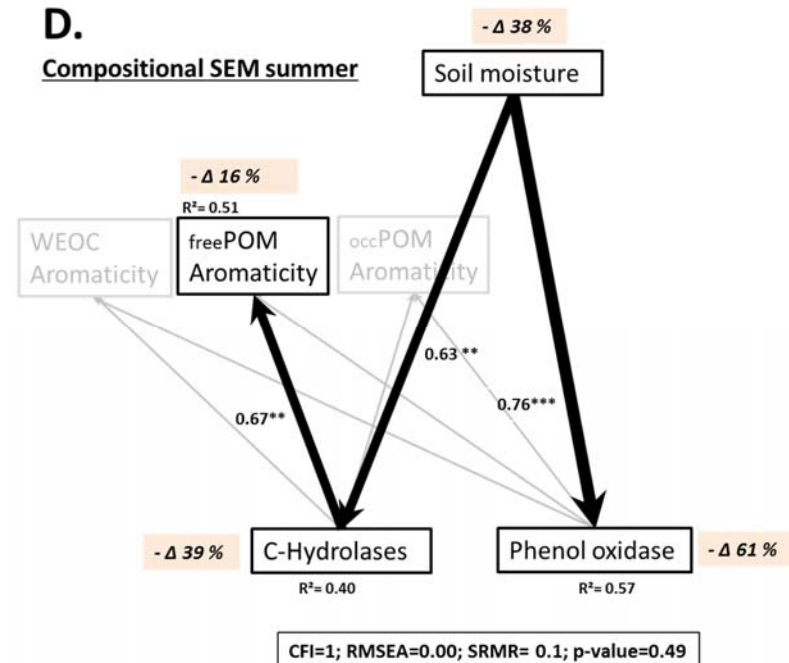 D.
Compositional SEM summer
- Δ 38 %
Soil moisture
- Δ 16 %
R²= 0.51
WEOC
Aromaticity
freePOM
Aromaticity
occPOM
Aromaticity
0.63 **
0.67**
0.76***
- Δ 39 %
C-Hydrolases
R²= 0.40
Phenol oxidase
- Δ 61 %
R²= 0.57
CFI=1; RMSEA=0.00; SRMR= 0.1; p-value=0.49